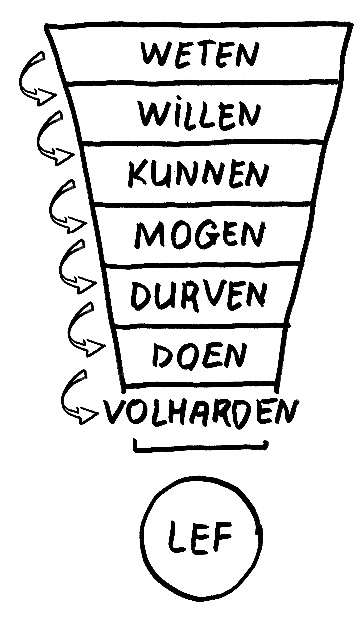 WETEN
WiLLEN
KUNNEN
MOGEN
DURVEN
DOEN
VOLHARDEN
LEF